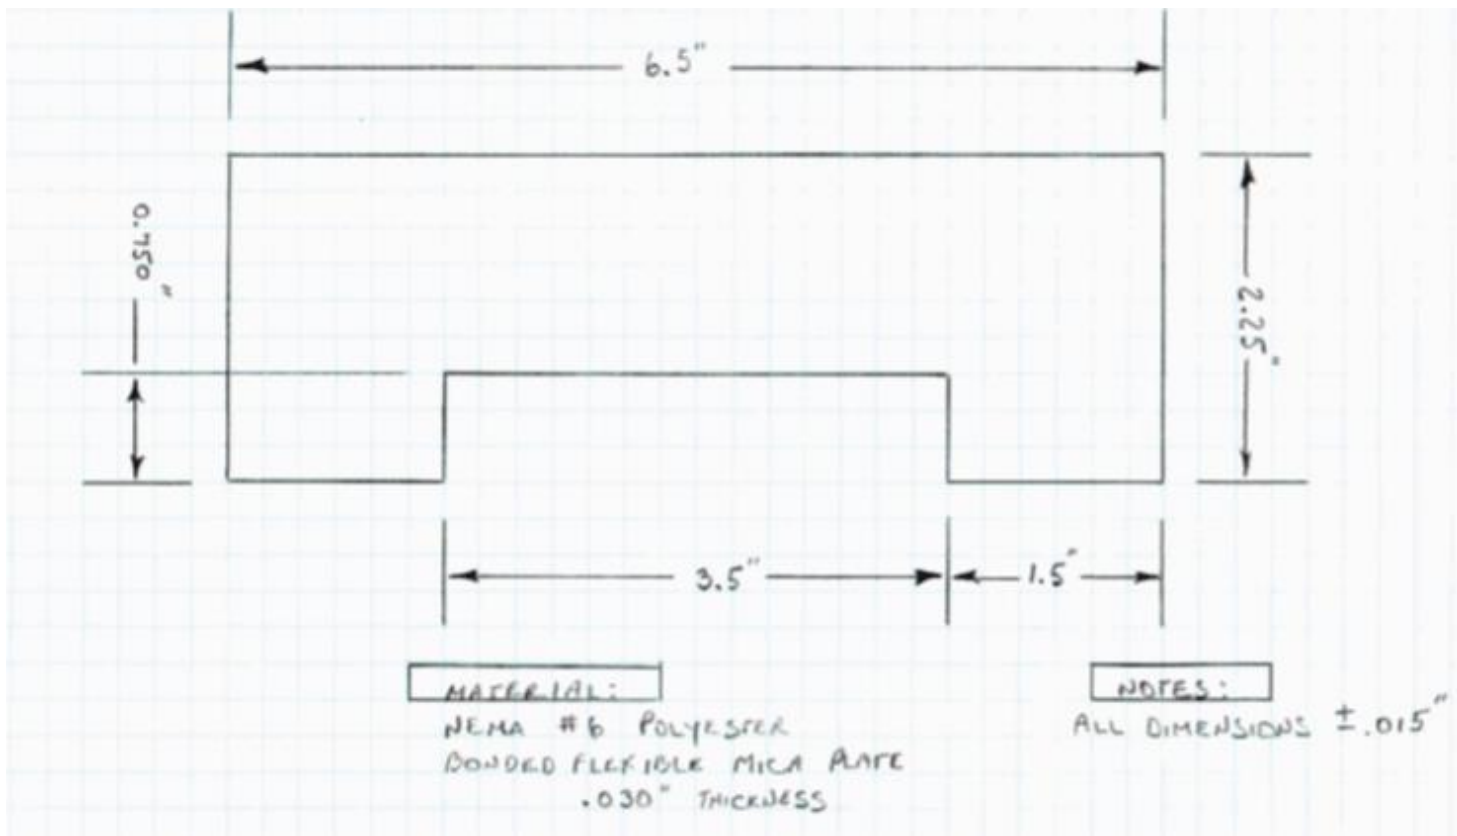 6.5"
0.750"
2.25"
3.5"
1.5"
MATERIAL:
NEMA #6 POLYESTER
BONDED FLEXIBLE MICA PLATE
.030" THICKNESS
NOTES:
ALL DIMENSIONS ±.015"